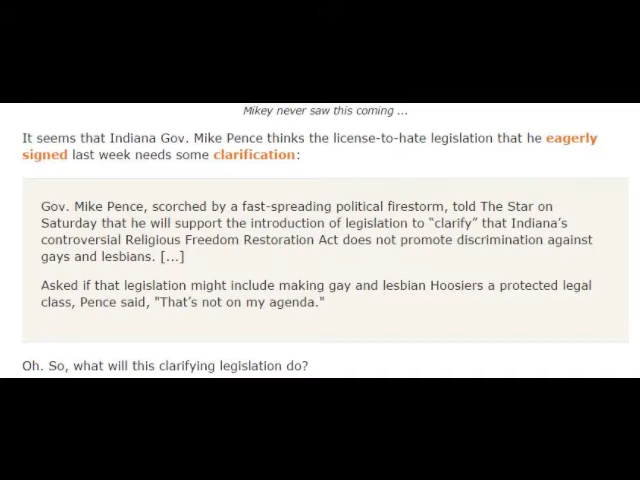 Mikey never saw this coming ...
It seems that Indiana Gov. Mike Pence thinks the license-to-hate legislation that he eagerly
signed last week needs some clarification:
Gov. Mike Pence, scorched by a fast-spreading political firestorm, told The Star on
Saturday that he will support the introduction of legislation to “clarify” that Indiana’s
controversial Religious Freedom Restoration Act does not promote discrimination against
gays and lesbians. [...]
Asked if that legislation might include making gay and lesbian Hoosiers a protected legal
class, Pence said, "That’s not on my agenda."
Oh. So, what will this clarifying legislation do?